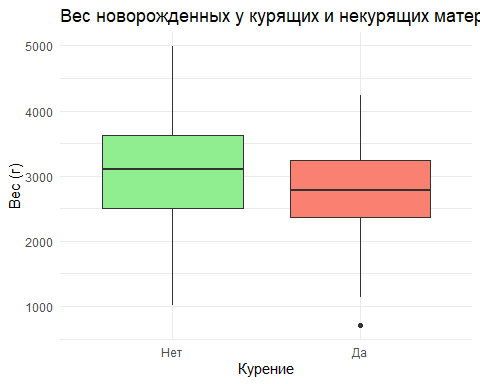 Вес новорожденных у курящих и некурящих матер
5000
4000
3000
2000
1000
Вес (г)
Нет
Да
Курение